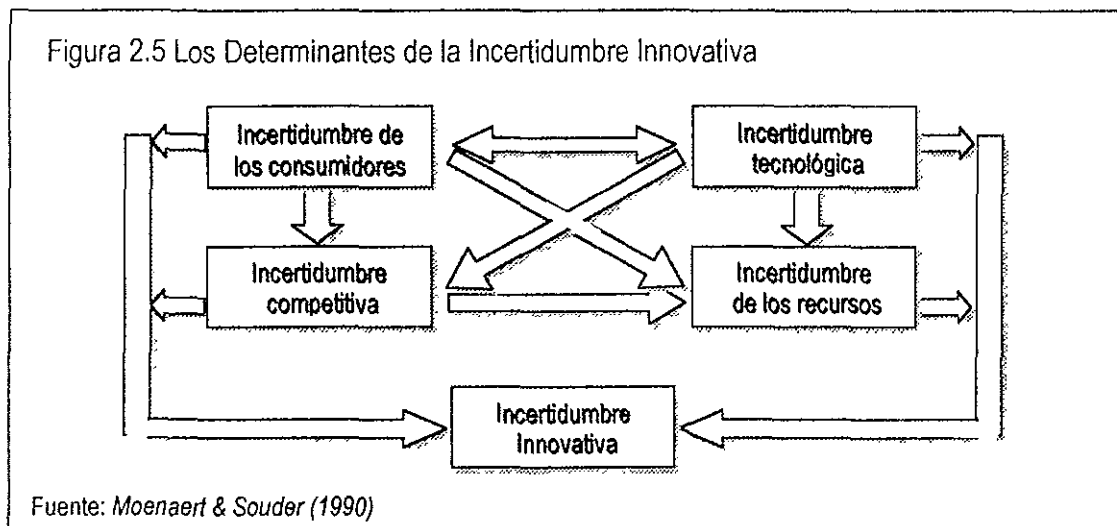 Figura 2.5 Los Determinantes de la Incertidumbre Innovativa
Incertidumbre de
los consumidores
Incertidumbre
tecnológica
Incertidumbre
competitiva
Incertidumbre
de los recursos
Incertidumbre
Innovativa
Fuente: Moenaert & Souder (1990)